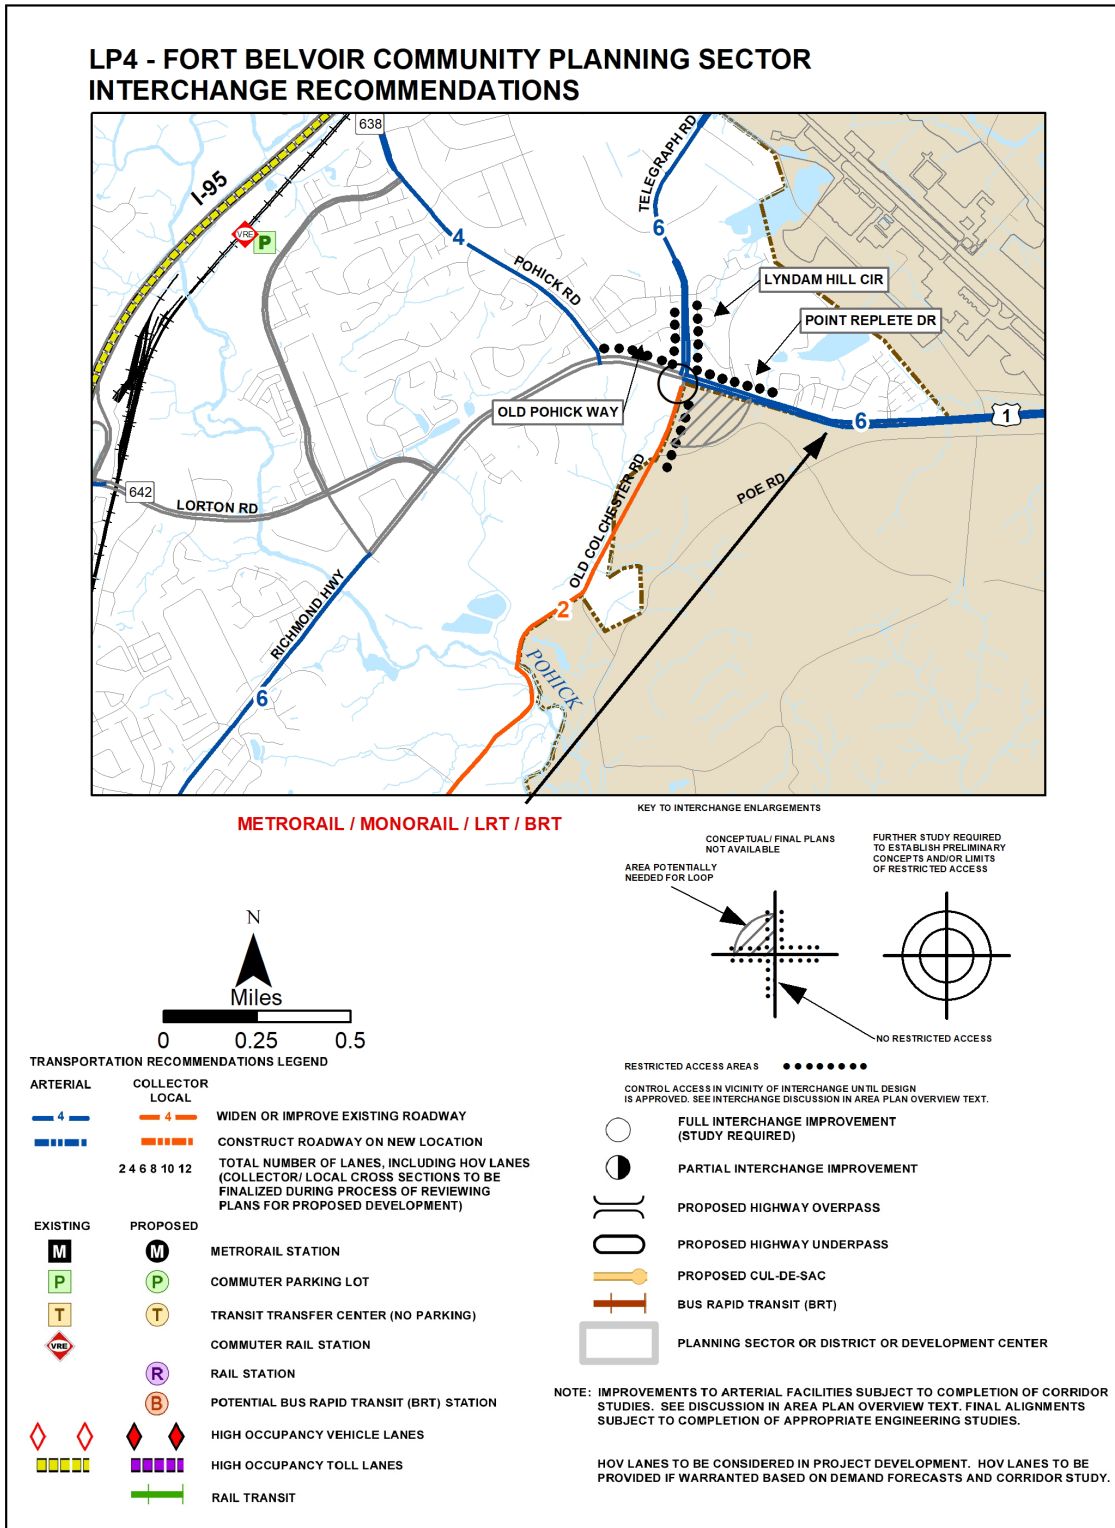 LP4 - FORT BELVOIR COMMUNITY PLANNING SECTOR
INTERCHANGE RECOMMENDATIONS
638
I-95
TELEGRAPH RD
VRE
P
4
6
POHICK RD
LYNDAM HILL CIR
POINT REPLETE DR
OLD POHICK WAY
6
1
642
LORTON RD
POE RD
OLD COLCHESTER RD
RICHMOND HWY
2
POHICK
6
METRORAIL / MONORAIL / LRT / BRT
KEY TO INTERCHANGE ENLARGEMENTS
CONCEPTUAL/ FINAL PLANS
NOT AVAILABLE
FURTHER STUDY REQUIRED
TO ESTABLISH PRELIMINARY
CONCEPTS AND/OR LIMITS
OF RESTRICTED ACCESS
AREA POTENTIALLY
NEEDED FOR LOOP
NO RESTRICTED ACCESS
N
Miles
0 0.25 0.5
RESTRICTED ACCESS AREAS
CONTROL ACCESS IN VICINITY OF INTERCHANGE UNTIL DESIGN
IS APPROVED. SEE INTERCHANGE DISCUSSION IN AREA PLAN OVERVIEW TEXT.
TRANSPORTATION RECOMMENDATIONS LEGEND
ARTERIAL
COLLECTOR
LOCAL
4 4 WIDEN OR IMPROVE EXISTING ROADWAY
CONSTRUCT ROADWAY ON NEW LOCATION
2 4 6 8 10 12 TOTAL NUMBER OF LANES, INCLUDING HOV LANES
(COLLECTOR/ LOCAL CROSS SECTIONS TO BE
FINALIZED DURING PROCESS OF REVIEWING
PLANS FOR PROPOSED DEVELOPMENT)
EXISTING PROPOSED
M M METRORAIL STATION
P P COMMUTER PARKING LOT
T T TRANSIT TRANSFER CENTER (NO PARKING)
VRE COMMUTER RAIL STATION
R RAIL STATION
B POTENTIAL BUS RAPID TRANSIT (BRT) STATION
HIGH OCCUPANCY VEHICLE LANES
HIGH OCCUPANCY TOLL LANES
RAIL TRANSIT
FULL INTERCHANGE IMPROVEMENT
(STUDY REQUIRED)
PARTIAL INTERCHANGE IMPROVEMENT
PROPOSED HIGHWAY OVERPASS
PROPOSED HIGHWAY UNDERPASS
PROPOSED CUL-DE-SAC
BUS RAPID TRANSIT (BRT)
PLANNING SECTOR OR DISTRICT OR DEVELOPMENT CENTER
NOTE: IMPROVEMENTS TO ARTERIAL FACILITIES SUBJECT TO COMPLETION OF CORRIDOR
STUDIES. SEE DISCUSSION IN AREA PLAN OVERVIEW TEXT. FINAL ALIGNMENTS
SUBJECT TO COMPLETION OF APPROPRIATE ENGINEERING STUDIES.
HOV LANES TO BE CONSIDERED IN PROJECT DEVELOPMENT. HOV LANES TO BE
PROVIDED IF WARRANTED BASED ON DEMAND FORECASTS AND CORRIDOR STUDY.